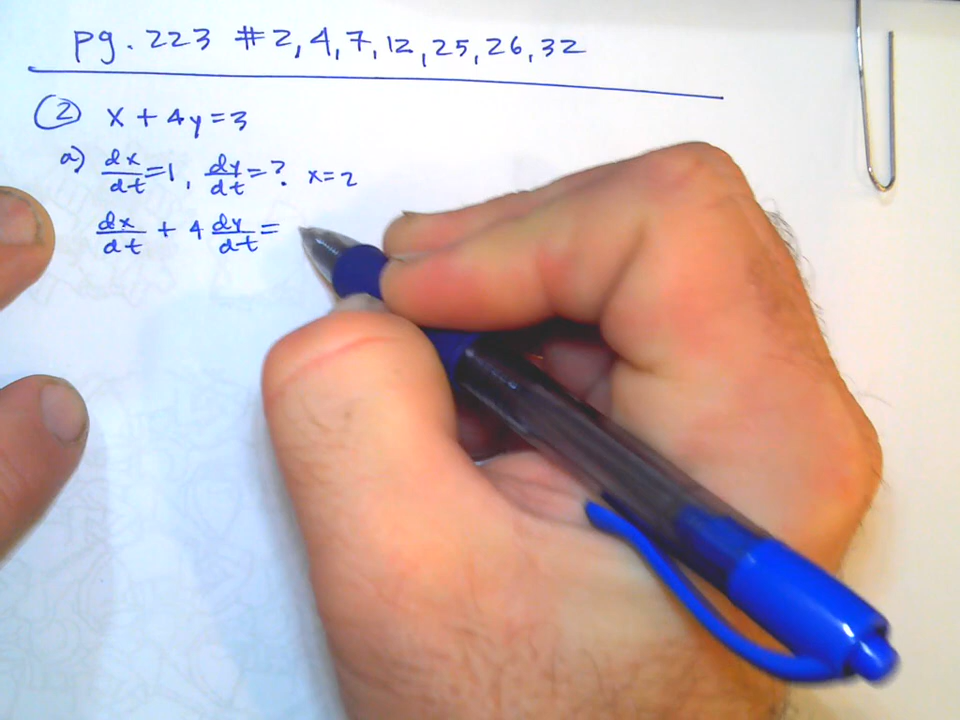 pg. 223 #2, 4, 7, 12, 25, 26, 32
② x + 4y = 3
a) dx/dt = 1, dy/dt = ? x = 2
dx/dt + 4 dy/dt =